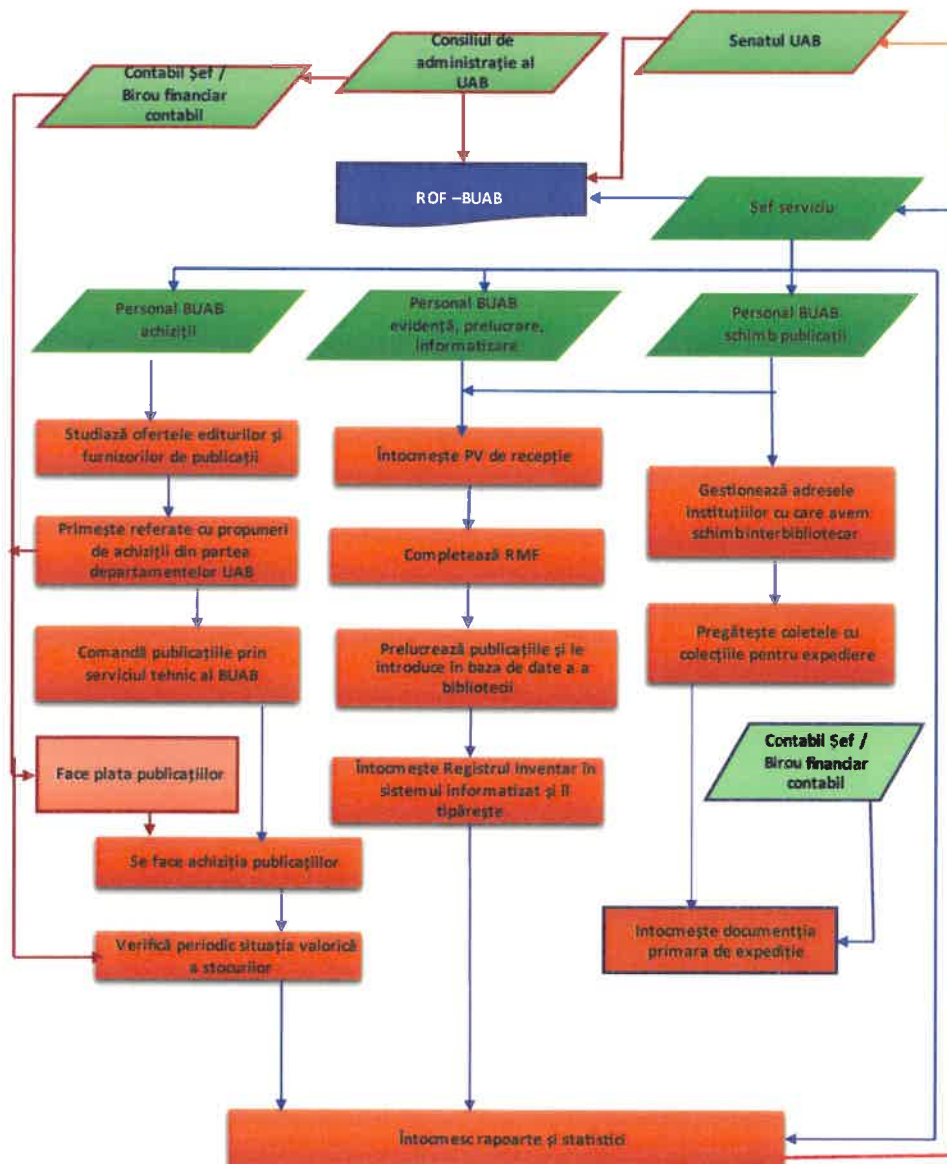 Consiliul de
administrație al
UAB
Senatul UAB
Contabil Șef /
Birou financiar
contabil
ROF –BUAB
Șef serviciu
Personal BUAB
achiziții
Personal BUAB
evidență, prelucrare,
informatizare
Personal BUAB
schimb publicații
Studiază ofertele editurilor și
furnizorilor de publicații
Întocmește PV de recepție
Gestionează adresele
instituțiilor cu care avem
schimb interbibliotecar
Primește referate cu propuneri
de achiziții din partea
departamentelor UAB
Completează RMF
Comandă publicațiile prin
serviciul tehnic al BUAB
Prelucrează publicațiile și le
introduce în baza de date a a
bibliotecii
Pregătește coletele cu
colecțiile pentru expediere
Face plata publicațiilor
Întocmește Registrul Inventar în
sistemul informatizat și îl
tipărește
Contabil Șef /
Birou financiar
contabil
Se face achiziția publicațiilor
Verifică periodic situația valorică
a stocurilor
Intocmește documenția
primara de expediție
Întocmesc rapoarte și statistici